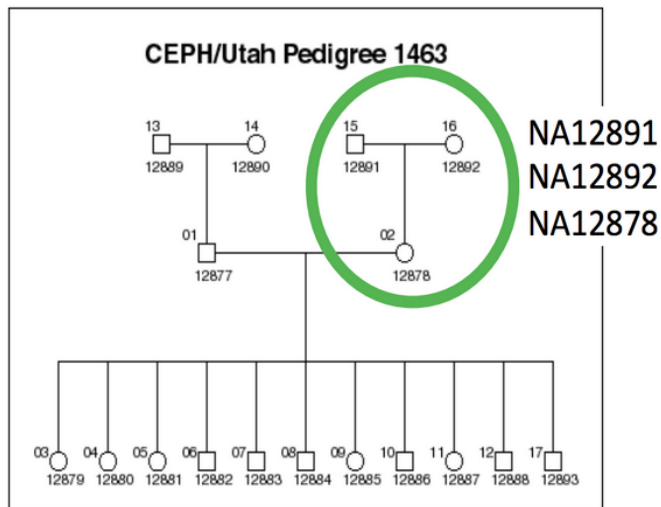 CEPH/Utah Pedigree 1463
13 14 15 16
12889 12890 12891 12892
NA12891
NA12892
NA12878
01 02
12877 12878
03 04 05 06 07 08 09 10 11 12 17
12879 12880 12881 12882 12883 12884 12885 12886 12887 12888 12893